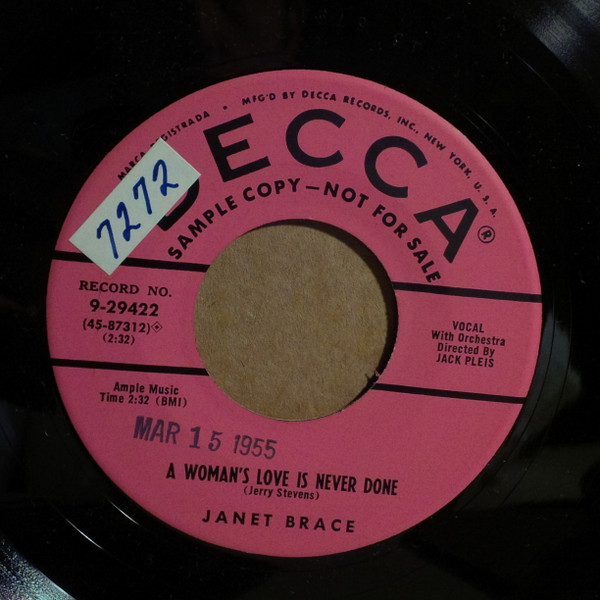 MARCA REGISTRADA • MFG'D BY DECCA RECORDS, INC., NEW YORK, U. S. A.
DECCA®
SAMPLE COPY—NOT FOR SALE
7272
RECORD NO.
9-29422
(45-87312)
(2:32)
VOCAL
With Orchestra
Directed By
JACK PLEIS
Ample Music
Time 2:32 (BMI)
MAR 15 1955
A WOMAN'S LOVE IS NEVER DONE
(Jerry Stevens)
JANET BRACE